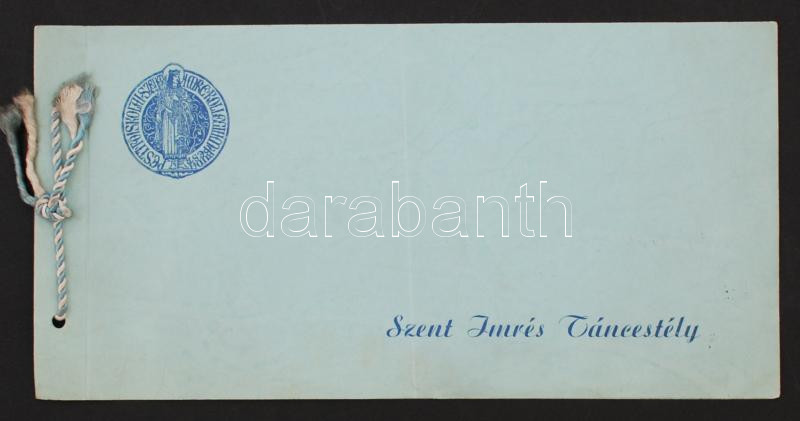 darabanth
Szent Imrés Táncestély